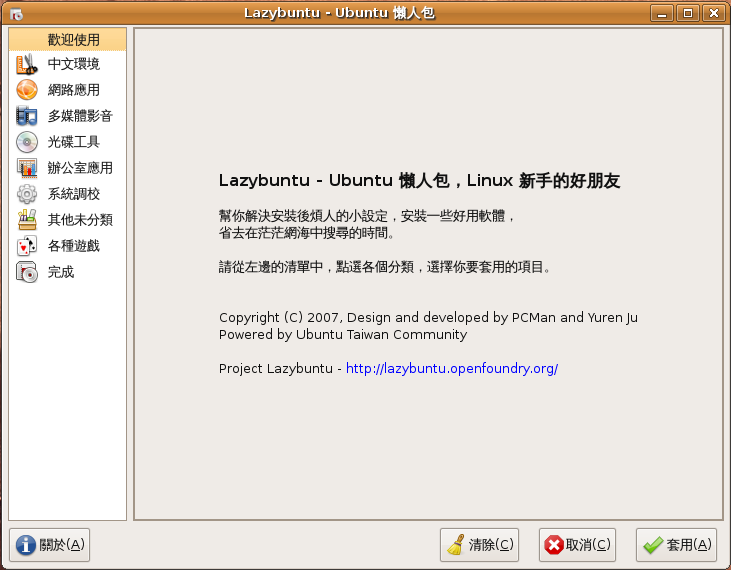 Lazybuntu - Ubuntu 懶人包
歡迎使用
中文環境
網路應用
多媒體影音
光碟工具
辦公室應用
系統調校
其他未分類
各種遊戲
完成
Lazybuntu - Ubuntu 懶人包，Linux 新手的好朋友
幫你解決安裝後煩人的小設定，安裝一些好用軟體，
省去在茫茫網海中搜尋的時間。
請從左邊的清單中，點選各個分類，選擇你要套用的項目。
Copyright (C) 2007, Design and developed by PCMan and Yuren Ju
Powered by Ubuntu Taiwan Community
Project Lazybuntu - http://lazybuntu.openfoundry.org/
關於(A)
清除(C)
取消(C)
套用(A)